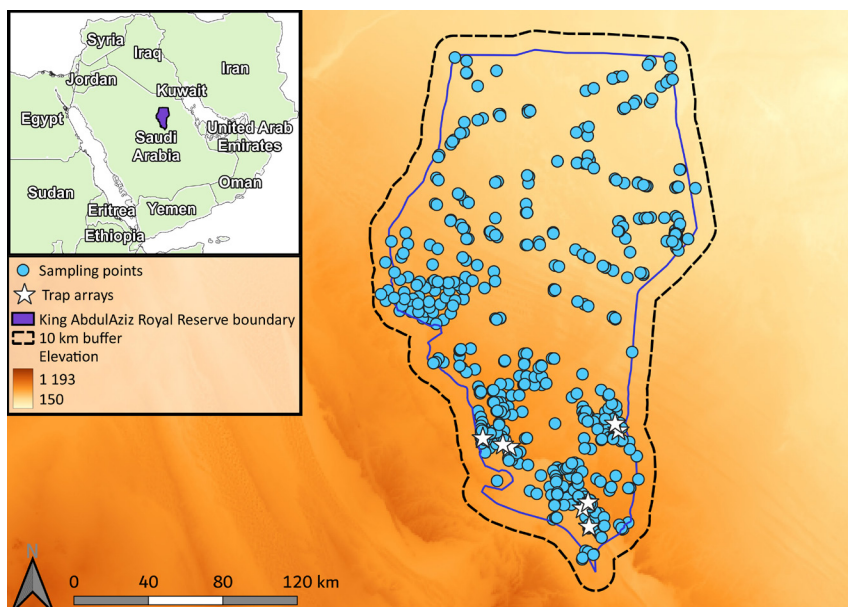 Syria
Iraq
Iran
Jordan
Kuwait
Egypt
Saudi
Arabia
United Arab
Emirates
Oman
Sudan
Eritrea
Yemen
Ethiopia
Sampling points
Trap arrays
King AbdulAziz Royal Reserve boundary
10 km buffer
Elevation
1 193
150
N
0 40 80 120 km